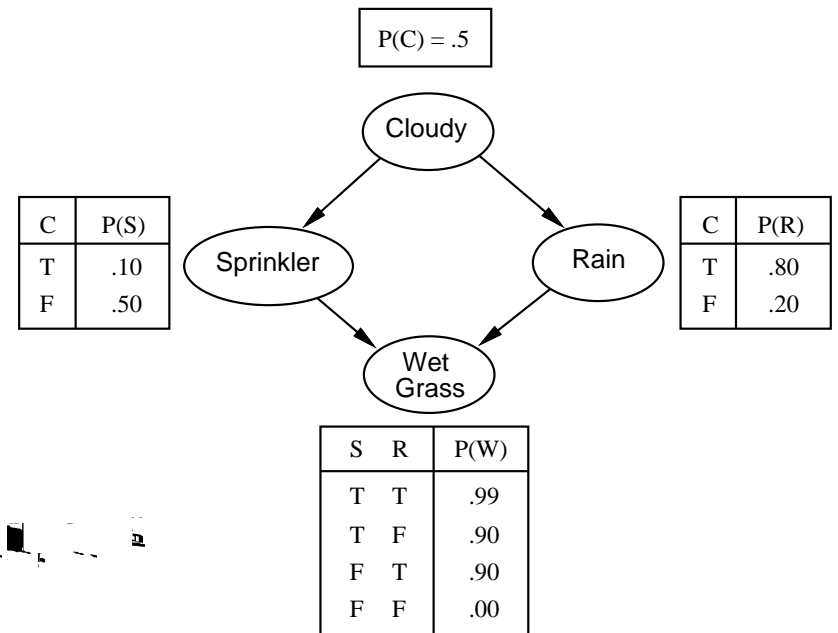 P(C) = .5
Cloudy
C P(S)
T .10
F .50
Sprinkler
Rain
C P(R)
T .80
F .20
Wet
Grass
S R P(W)
T T .99
T F .90
F T .90
F F .00